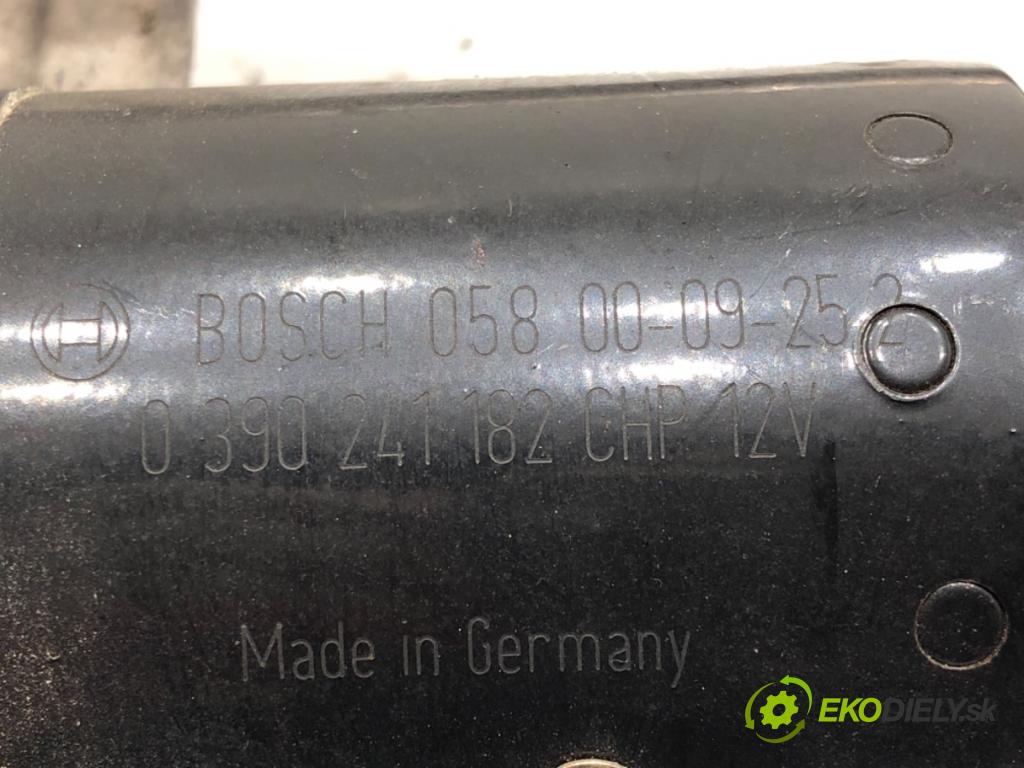 BOSCH 058 00-09-25 2
0 390 241 182 CHP 12V
Made in Germany
EKODIELY.sk